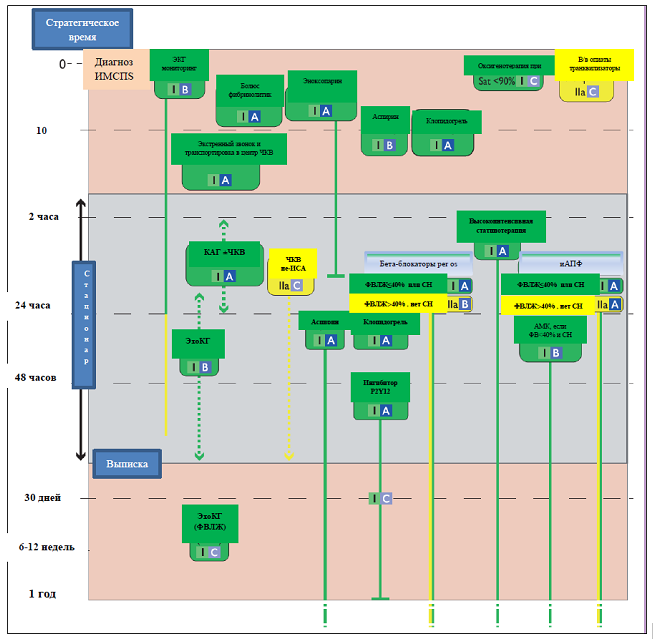 Стратегическое
время
0
Диагноз
ИМСПS
ЭКГ
мониторинг
I B
Болюс
фибринолитик
I A
Эноксопарин
I A
Аспирин
I B
Клопидогрель
I A
Оксигенотерапия при
Sat <90% I C
В/в опиаты
транквилизаторы
IIa C
10
Экстренный звонок и
транспортировка в центр ЧКВ
I A
2 часа
Высокоинтенсивная
статинотерапия
I A
КАГ +ЧКВ
I A
ЧКВ
не-ИСА
IIa C
Бета-блокаторы per os
ФВЛЖ≤40% или СН
I A
ФВЛЖ>40% . нет СН
IIa B
иАПФ
ФВЛЖ≤40% или СН
I A
ФВЛЖ>40% . нет СН
IIa A
Стационар
24 часа
Аспирин
I A
Клопидогрель
I A
АМК, если
ФВ<40% и СН
I B
ЭхоКГ
I B
48 часов
Ингибитор
P2Y12
I A
Выписка
30 дней
I C
ЭхоКГ
(ФВЛЖ)
I C
6-12 недель
1 год